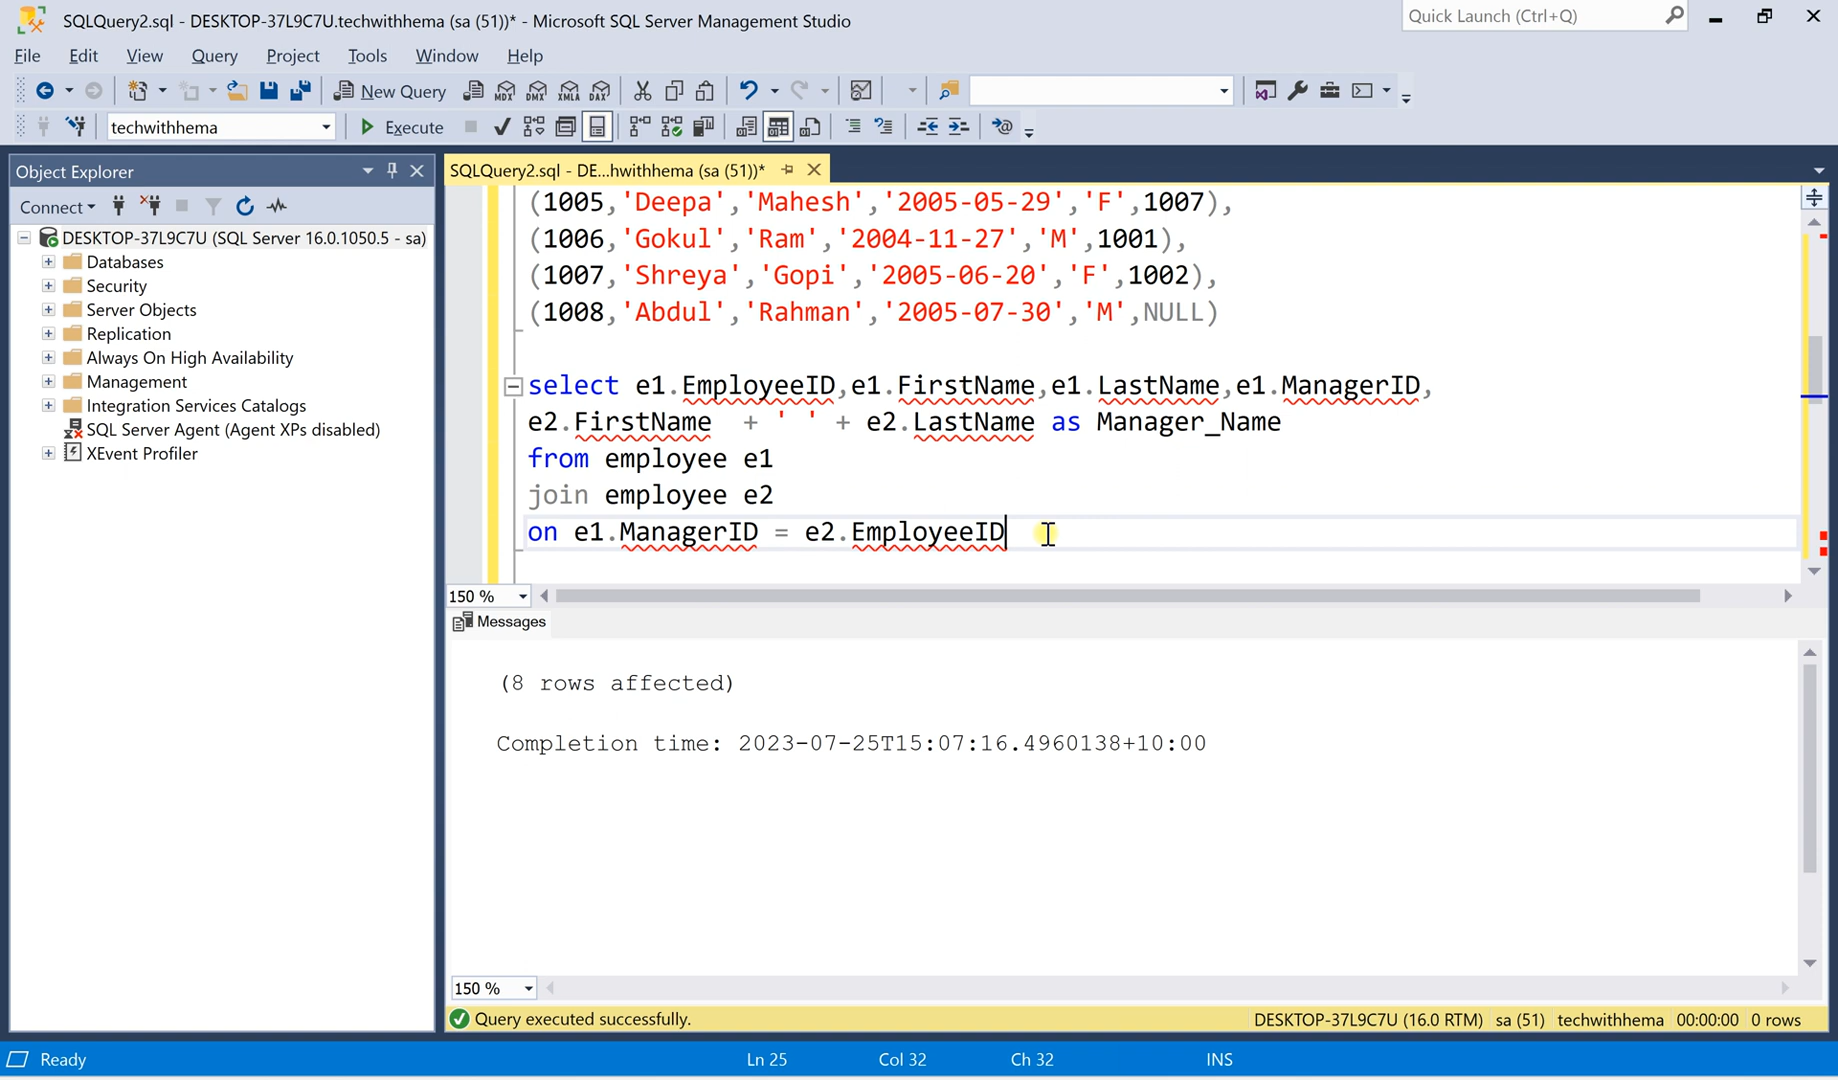 SQLQuery2.sql - DESKTOP-37L9C7U.techwithhema (sa (51))* - Microsoft SQL Server Management Studio
Quick Launch (Ctrl+Q)
File Edit View Query Project Tools Window Help
New Query MDX DMX XMLA DAX
techwithhema Execute
Object Explorer
SQLQuery2.sql - DE...hwithhema (sa (51))*
Connect
DESKTOP-37L9C7U (SQL Server 16.0.1050.5 - sa)
Databases
Security
Server Objects
Replication
Always On High Availability
Management
Integration Services Catalogs
SQL Server Agent (Agent XPs disabled)
XEvent Profiler
(1005,'Deepa','Mahesh','2005-05-29','F',1007),
(1006,'Gokul','Ram','2004-11-27','M',1001),
(1007,'Shreya','Gopi','2005-06-20','F',1002),
(1008,'Abdul','Rahman','2005-07-30','M',NULL)
select e1.EmployeeID,e1.FirstName,e1.LastName,e1.ManagerID,
e2.FirstName + ' ' + e2.LastName as Manager_Name
from employee e1
join employee e2
on e1.ManagerID = e2.EmployeeID
150 %
Messages
(8 rows affected)
Completion time: 2023-07-25T15:07:16.4960138+10:00
150 %
Query executed successfully. DESKTOP-37L9C7U (16.0 RTM) sa (51) techwithhema 00:00:00 0 rows
Ready Ln 25 Col 32 Ch 32 INS